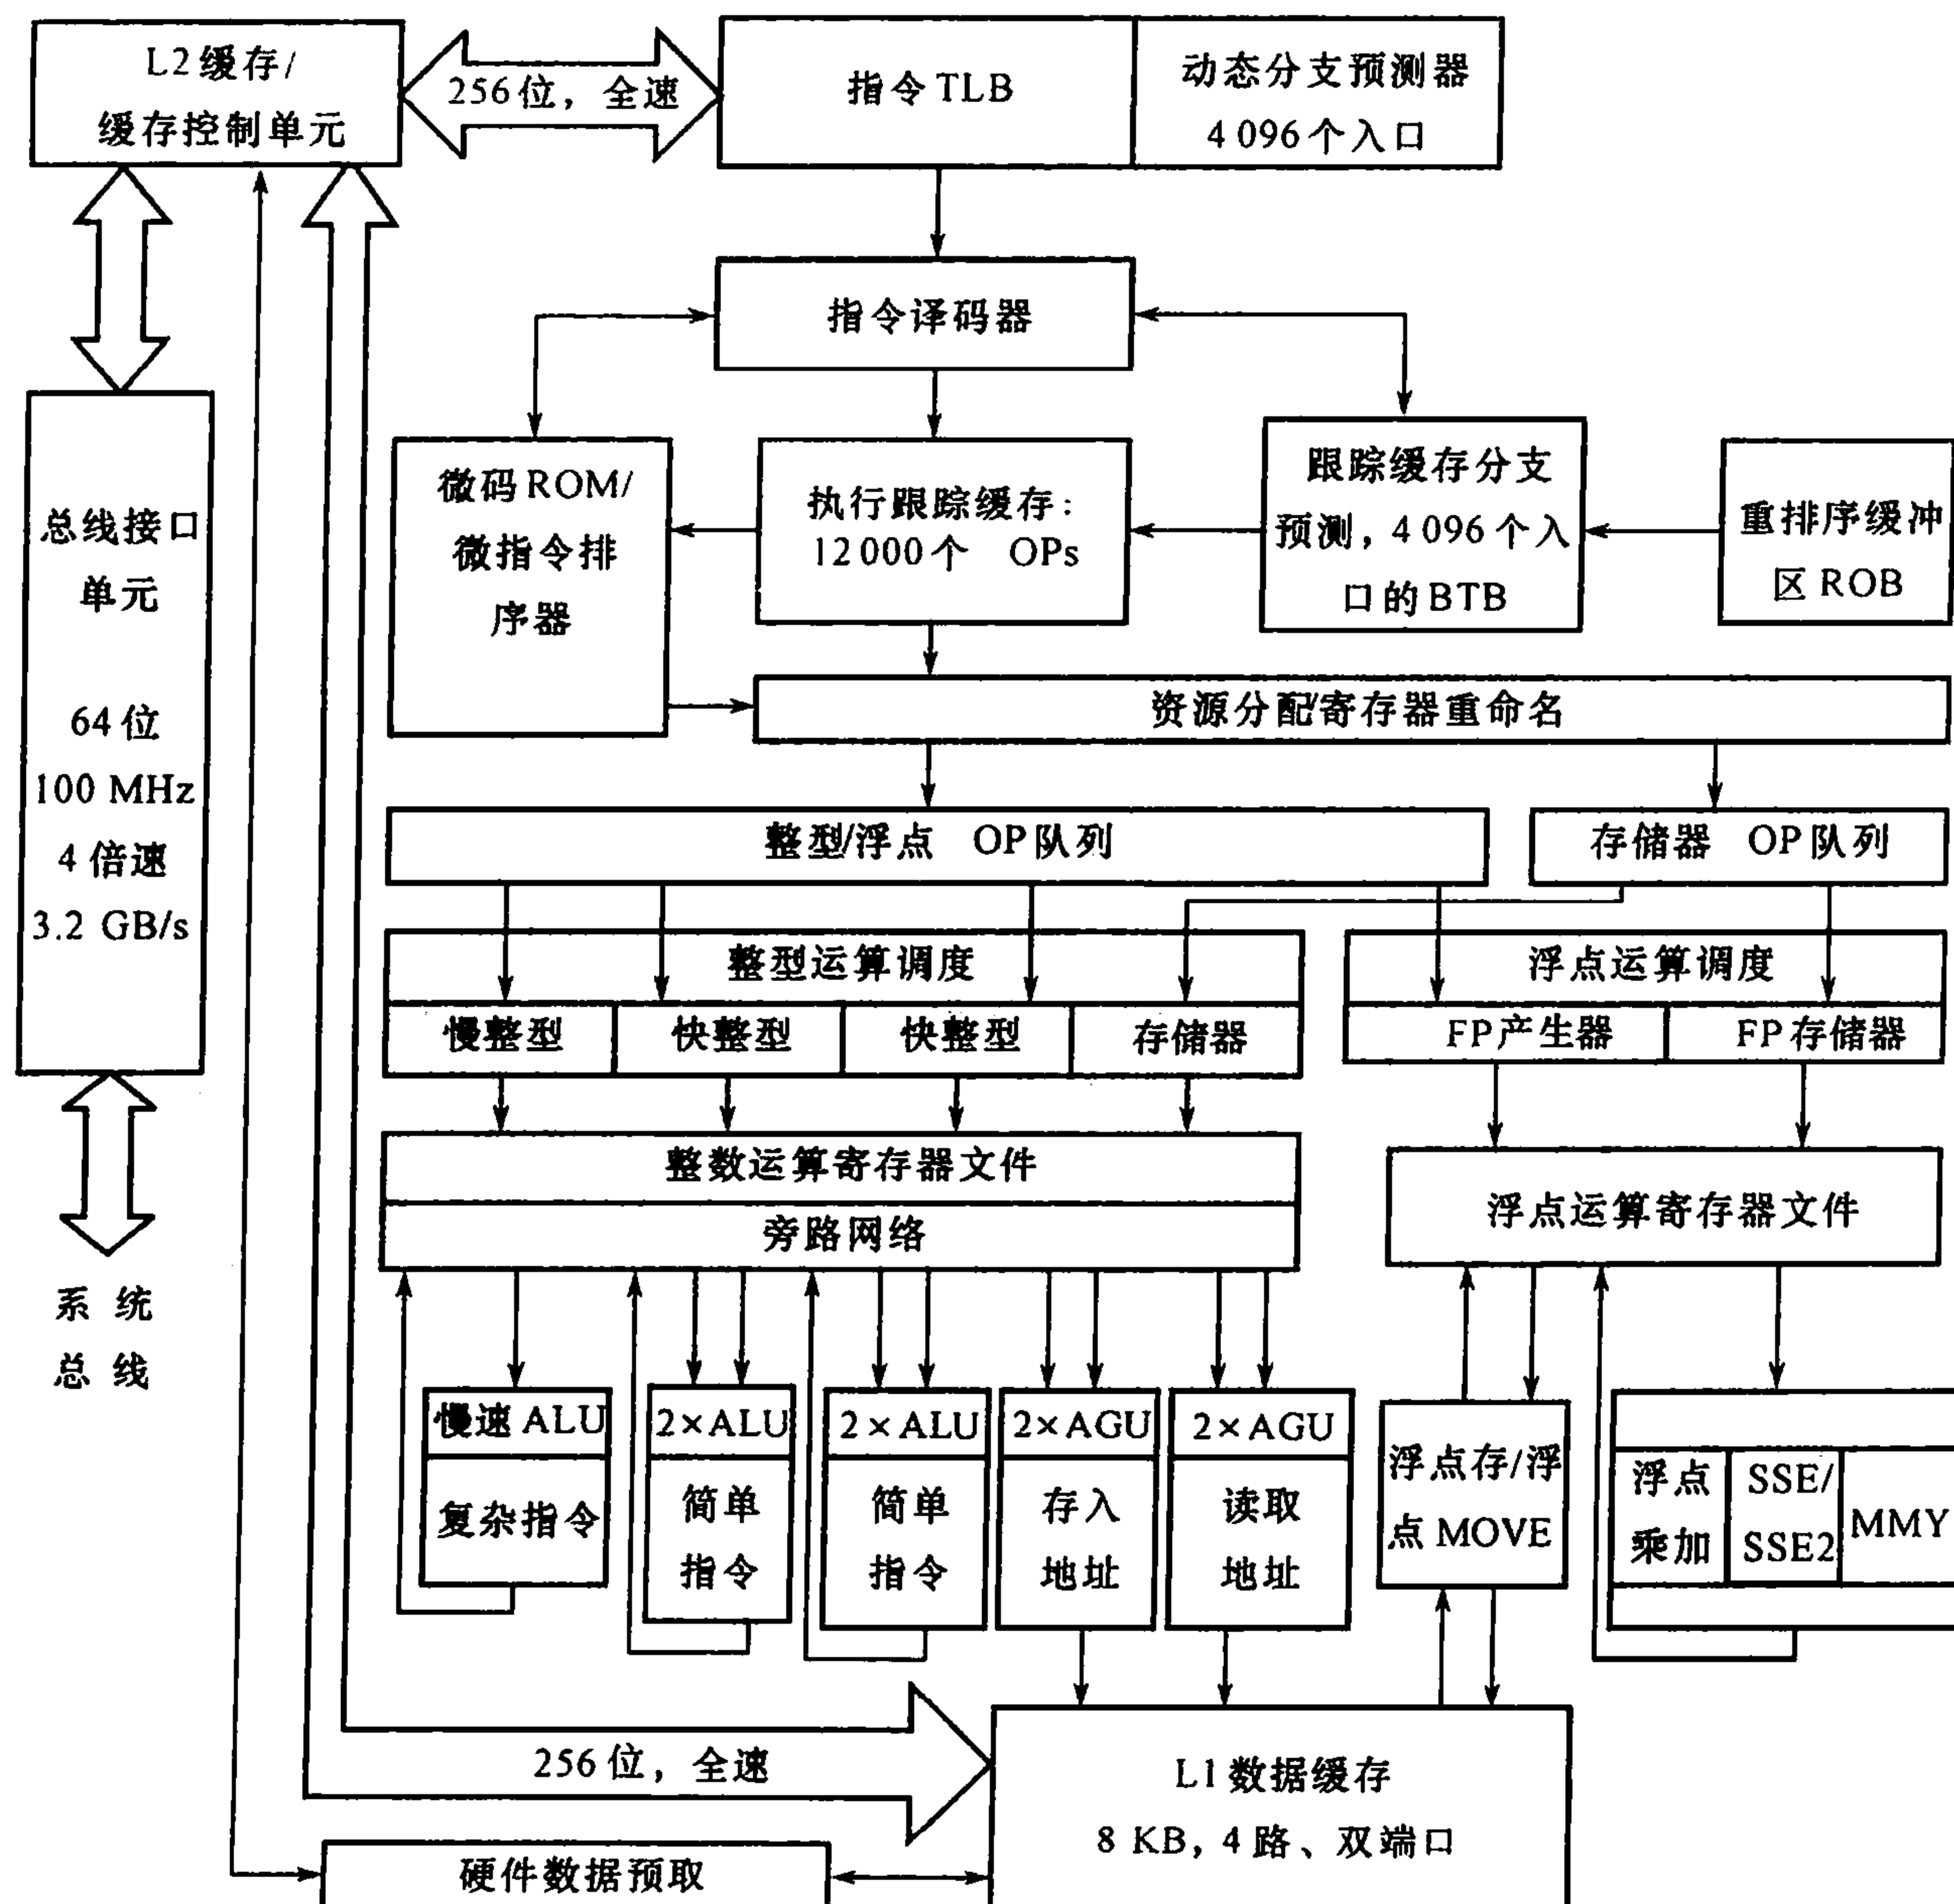 L2缓存/
缓存控制单元
256位，全速
指令TLB
动态分支预测器
4 096个入口
指令译码器
总线接口
单元
64位
100 MHz
4 倍速
3.2 GB/s
微码ROM/
微指令排
序器
执行跟踪缓存：
12 000个 OPs
跟踪缓存分支
预测，4 096个入
口的BTB
重排序缓冲
区ROB
资源分配/寄存器重命名
整型/浮点 OP队列
存储器 OP队列
整型运算调度
浮点运算调度
慢整型
快整型
快整型
存储器
FP产生器
FP存储器
整数运算寄存器文件
旁路网络
浮点运算寄存器文件
系 统
总 线
慢速ALU
复杂指令
2×ALU
简单
指令
2×ALU
简单
指令
2×AGU
存入
地址
2×AGU
读取
地址
浮点存/浮
点MOVE
浮点
乘加
SSE/
SSE2
MMY
256位，全速
L1数据缓存
8 KB，4路、双端口
硬件数据预取